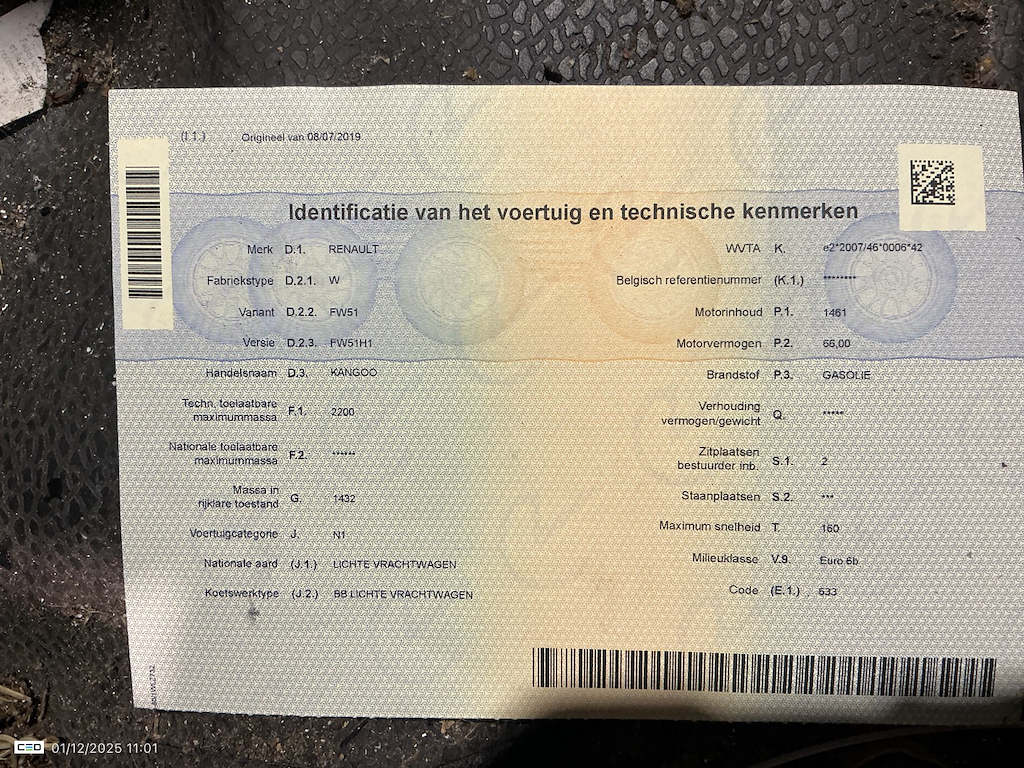 (I.1.) Origineel van 08/07/2019
Identificatie van het voertuig en technische kenmerken
Merk D.1. RENAULT
Fabriekstype D.2.1. W
Variant D.2.2. FW51
Versie D.2.3. FW51H1
Handelsnaam D.3. KANGOO
Techn. toelaatbare
maximummassa F.1. 2200
Nationale toelaatbare
maximummassa F.2. ******
Massa in
rijklare toestand G. 1432
Voertuigcategorie J. N1
Nationale aard (J.1.) LICHTE VRACHTWAGEN
Koetswerktype (J.2.) BB LICHTE VRACHTWAGEN
WVTA K. e2*2007/46*0006*42
Belgisch referentienummer (K.1.) ********
Motorinhoud P.1. 1461
Motorvermogen P.2. 66,00
Brandstof P.3. GASOLIE
Verhouding
vermogen/gewicht Q. *****
Zitplaatsen
bestuurder inb. S.1. 2
Staanplaatsen S.2. ***
Maximum snelheid T. 160
Milieuklasse V.9. Euro 6b
Code (E.1.) 633
CEO 01/12/2025 11:01